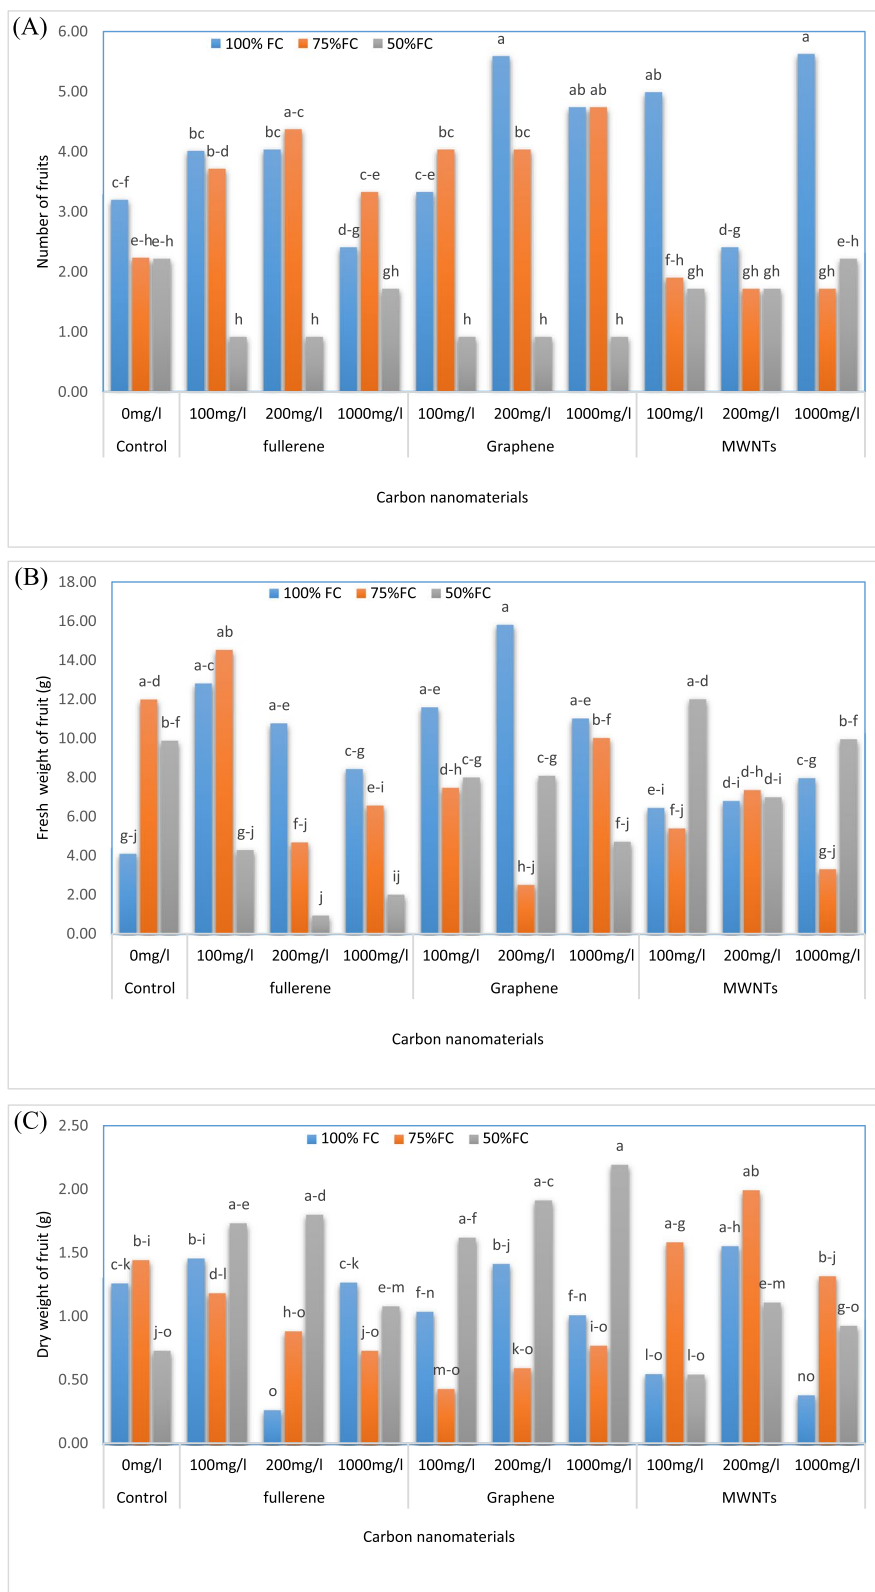 (A)
6.00
100% FC 75%FC 50%FC
a a
5.00
ab
ab ab
a-c
4.00
bc bc bc bc
b-d
c-e c-e
3.00
c-f
d-g d-g
e-h e-h e-h
2.00
gh f-h gh gh gh gh
1.00
h h h h h
0.00
Number of fruits
0mg/l 100mg/l 200mg/l 1000mg/l 100mg/l 200mg/l 1000mg/l 100mg/l 200mg/l 1000mg/l
Control fullerene Graphene MWNTs
Carbon nanomaterials
(B)
18.00
100% FC 75%FC 50%FC
16.00
a
14.00
ab
a-c
12.00
a-d a-e a-d
10.00
b-f a-e a-e b-f b-f
8.00
c-g d-h c-g c-g c-g
6.00
e-i e-i f-j d-i d-h d-i
4.00
g-j g-j f-j f-j
2.00
ij h-j g-j
0.00
j
Fresh weight of fruit (g)
0mg/l 100mg/l 200mg/l 1000mg/l 100mg/l 200mg/l 1000mg/l 100mg/l 200mg/l 1000mg/l
Control fullerene Graphene MWNTs
Carbon nanomaterials
(C)
2.50
100% FC 75%FC 50%FC
a
2.00
a-c ab
a-e a-d
1.50
b-i b-i a-f b-j a-g a-h
c-k d-l c-k b-j
1.00
f-n f-n e-m e-m
h-o g-o
0.50
j-o j-o m-o k-o i-o l-o l-o no
0.00
o
Dry weight of fruit (g)
0mg/l 100mg/l 200mg/l 1000mg/l 100mg/l 200mg/l 1000mg/l 100mg/l 200mg/l 1000mg/l
Control fullerene Graphene MWNTs
Carbon nanomaterials